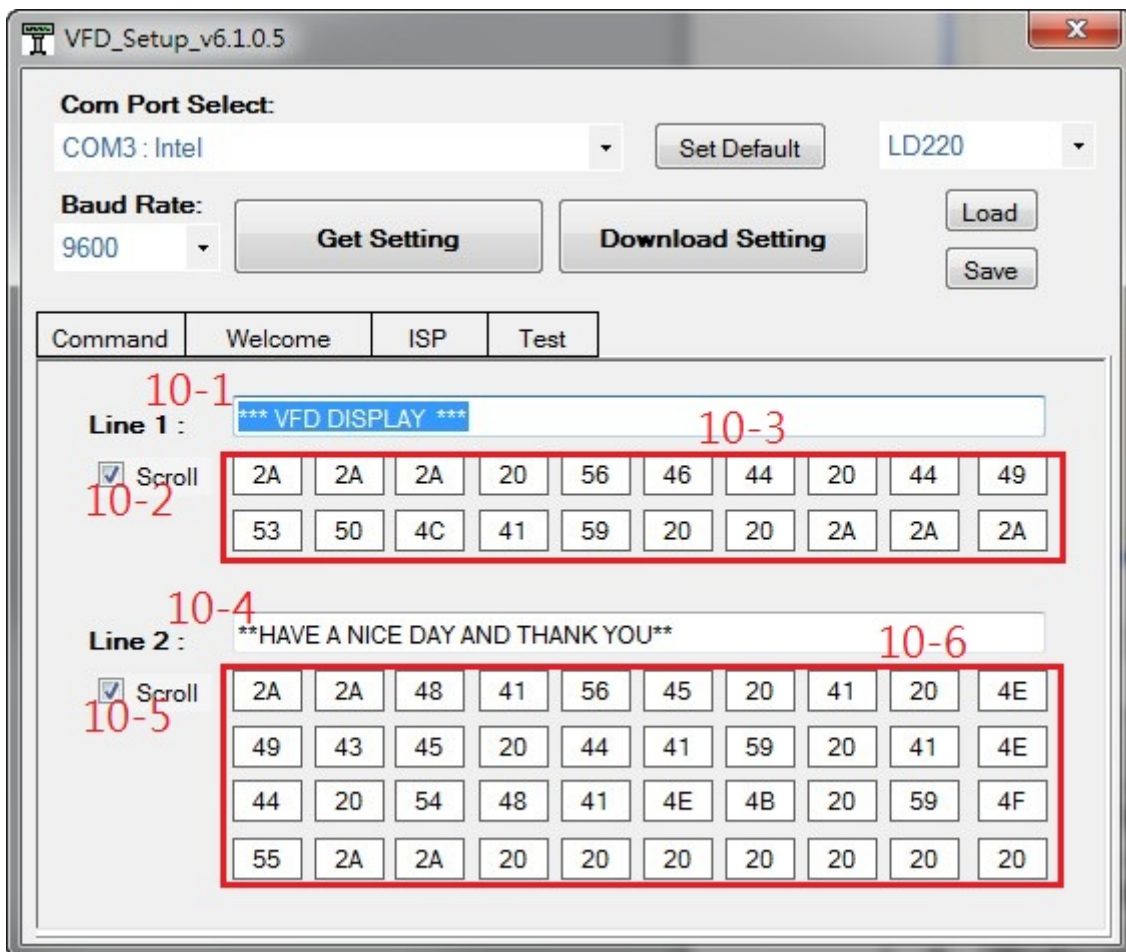 VFD_Setup_v6.1.0.5
X
Com Port Select:
COM3 : Intel
Set Default
LD220
Baud Rate:
9600
Get Setting
Download Setting
Load
Save
Command
Welcome
ISP
Test
10-1
Line 1 :
*** VFD DISPLAY  ***
10-3
Scroll
10-2
2A 2A 2A 20 56 46 44 20 44 49
53 50 4C 41 59 20 20 2A 2A 2A
10-4
Line 2 :
**HAVE A NICE DAY AND THANK YOU**
10-6
Scroll
10-5
2A 2A 48 41 56 45 20 41 20 4E
49 43 45 20 44 41 59 20 41 4E
44 20 54 48 41 4E 4B 20 59 4F
55 2A 2A 20 20 20 20 20 20 20